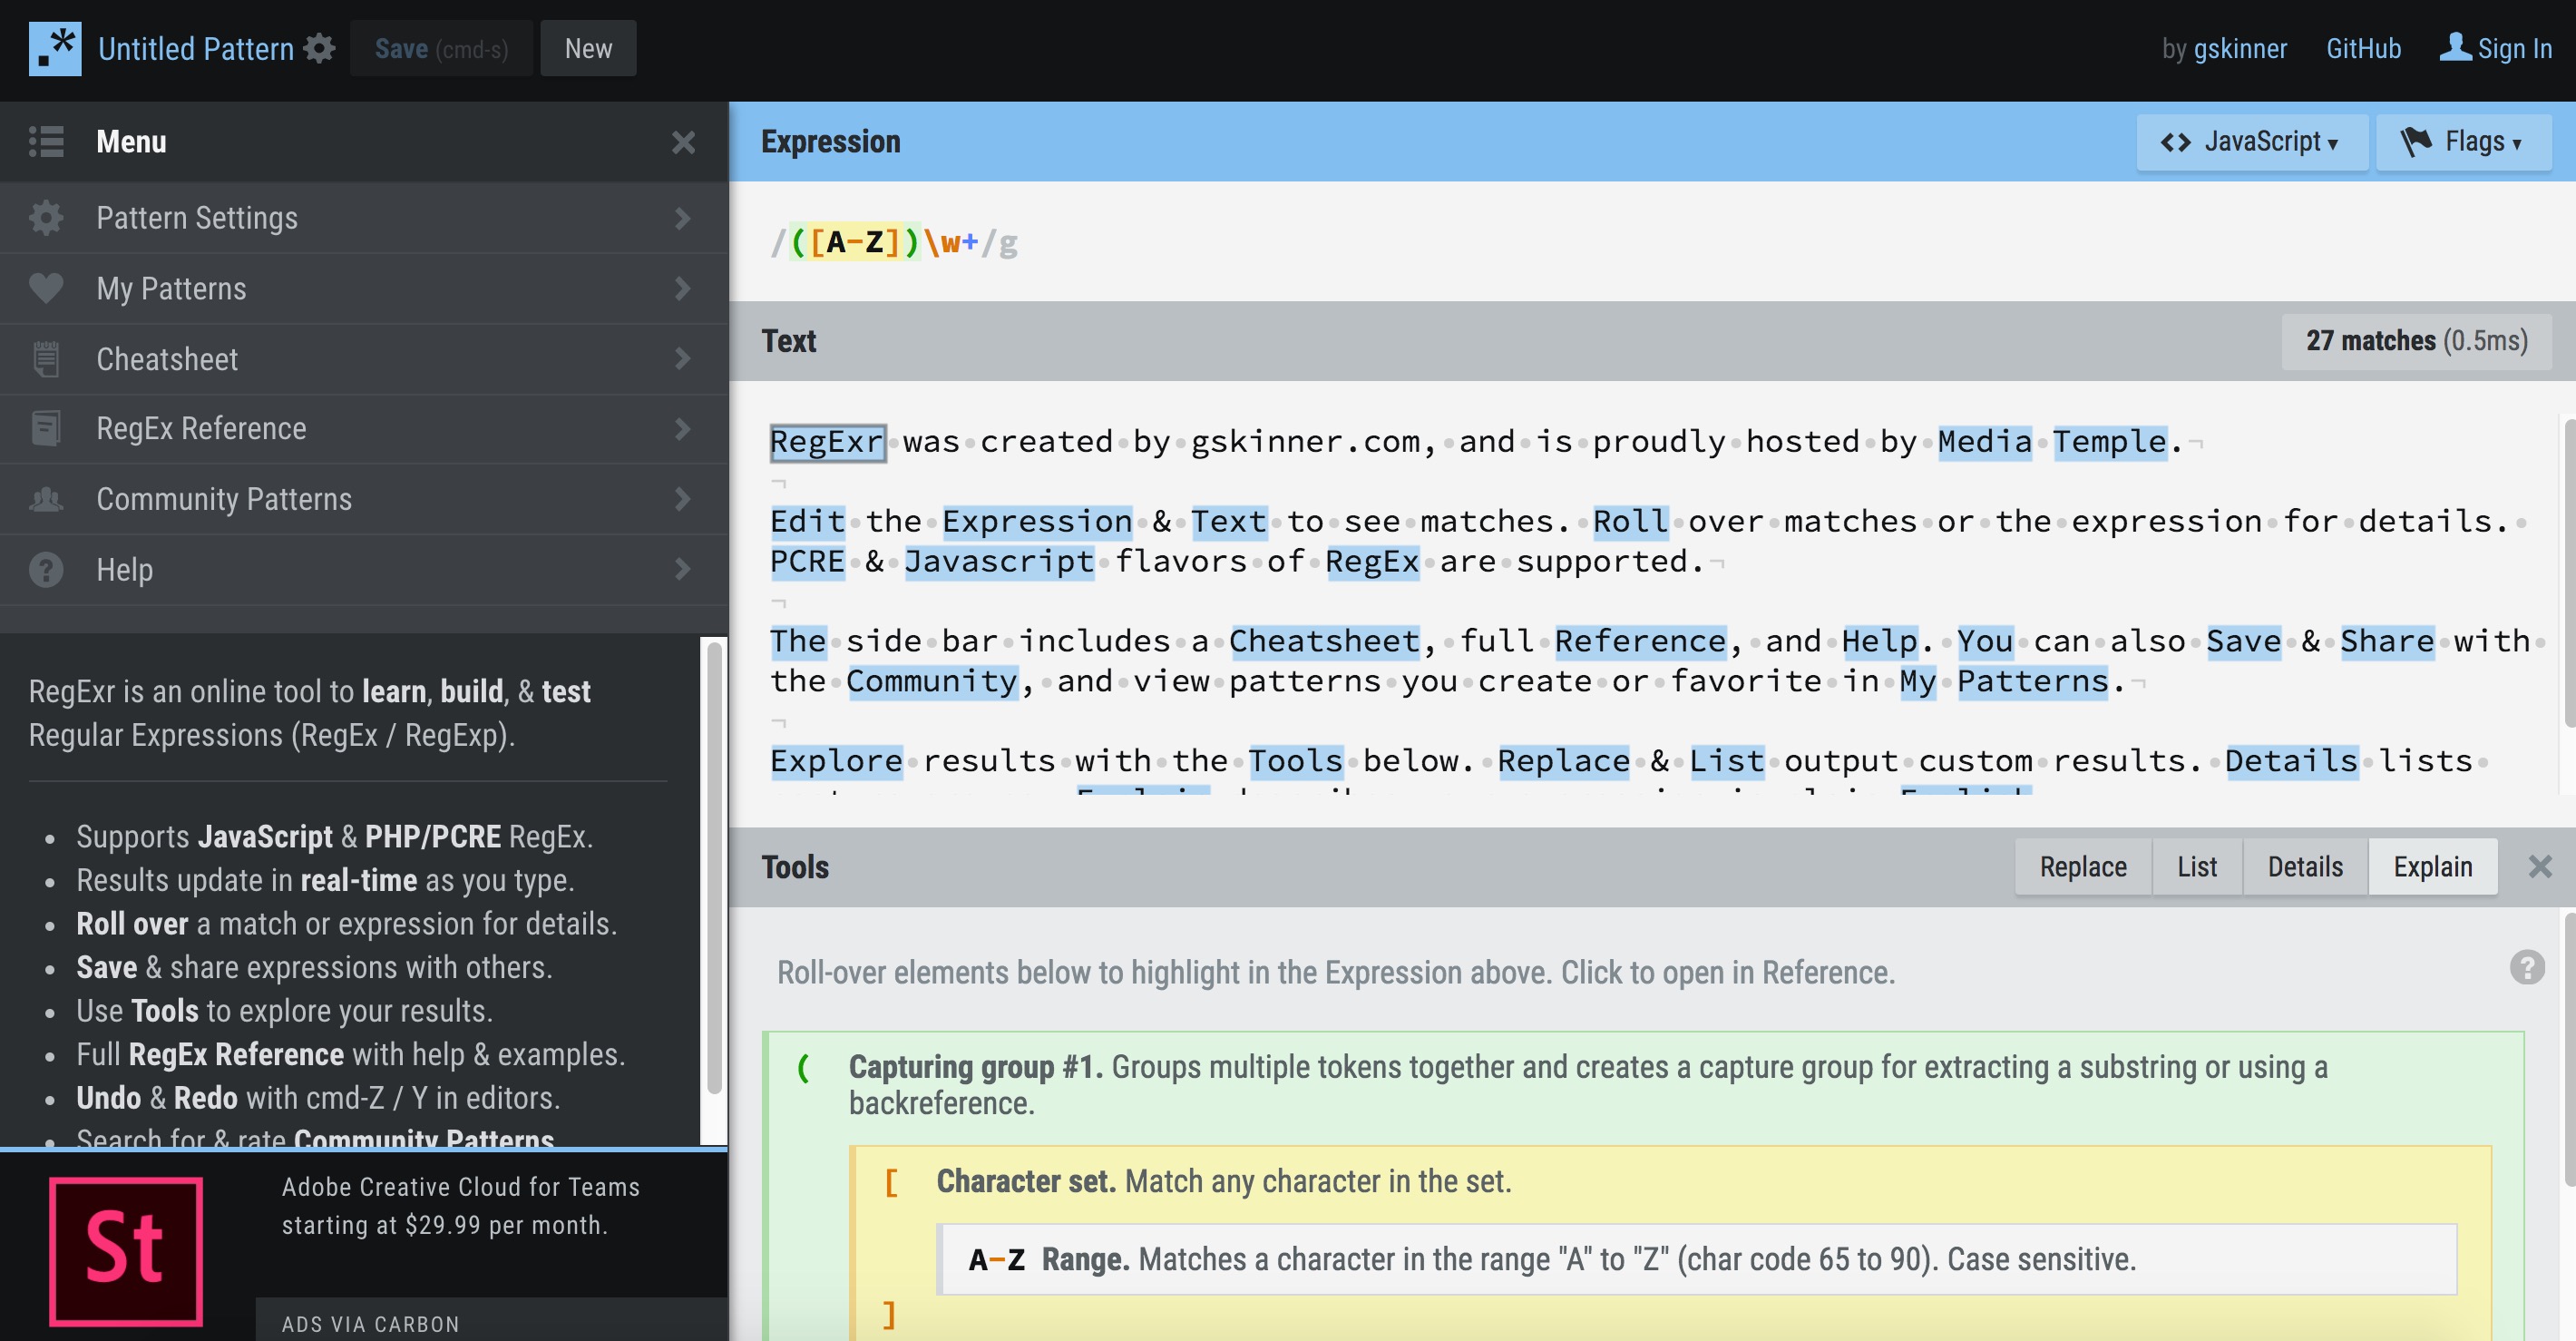 Untitled Pattern
Save (cmd-s)
New
by gskinner
GitHub
Sign In
Menu
Pattern Settings
My Patterns
Cheatsheet
RegEx Reference
Community Patterns
Help
RegExr is an online tool to learn, build, & test
Regular Expressions (RegEx / RegExp).
Supports JavaScript & PHP/PCRE RegEx.
Results update in real-time as you type.
Roll over a match or expression for details.
Save & share expressions with others.
Use Tools to explore your results.
Full RegEx Reference with help & examples.
Undo & Redo with cmd-Z / Y in editors.
Search for & rate Community Patterns
St
Adobe Creative Cloud for Teams
starting at $29.99 per month.
ADS VIA CARBON
Expression
<> JavaScript
Flags
/([A-Z])\w+/g
Text
27 matches (0.5ms)
RegExr was created by gskinner.com, and is proudly hosted by Media Temple.
Edit the Expression & Text to see matches. Roll over matches or the expression for details.
PCRE & Javascript flavors of RegEx are supported.
The side bar includes a Cheatsheet, full Reference, and Help. You can also Save & Share with
the Community, and view patterns you create or favorite in My Patterns.
Explore results with the Tools below. Replace & List output custom results. Details lists
Tools
Replace
List
Details
Explain
Roll-over elements below to highlight in the Expression above. Click to open in Reference.
?
( Capturing group #1. Groups multiple tokens together and creates a capture group for extracting a substring or using a
backreference.
[ Character set. Match any character in the set.
A-Z Range. Matches a character in the range "A" to "Z" (char code 65 to 90). Case sensitive.
]